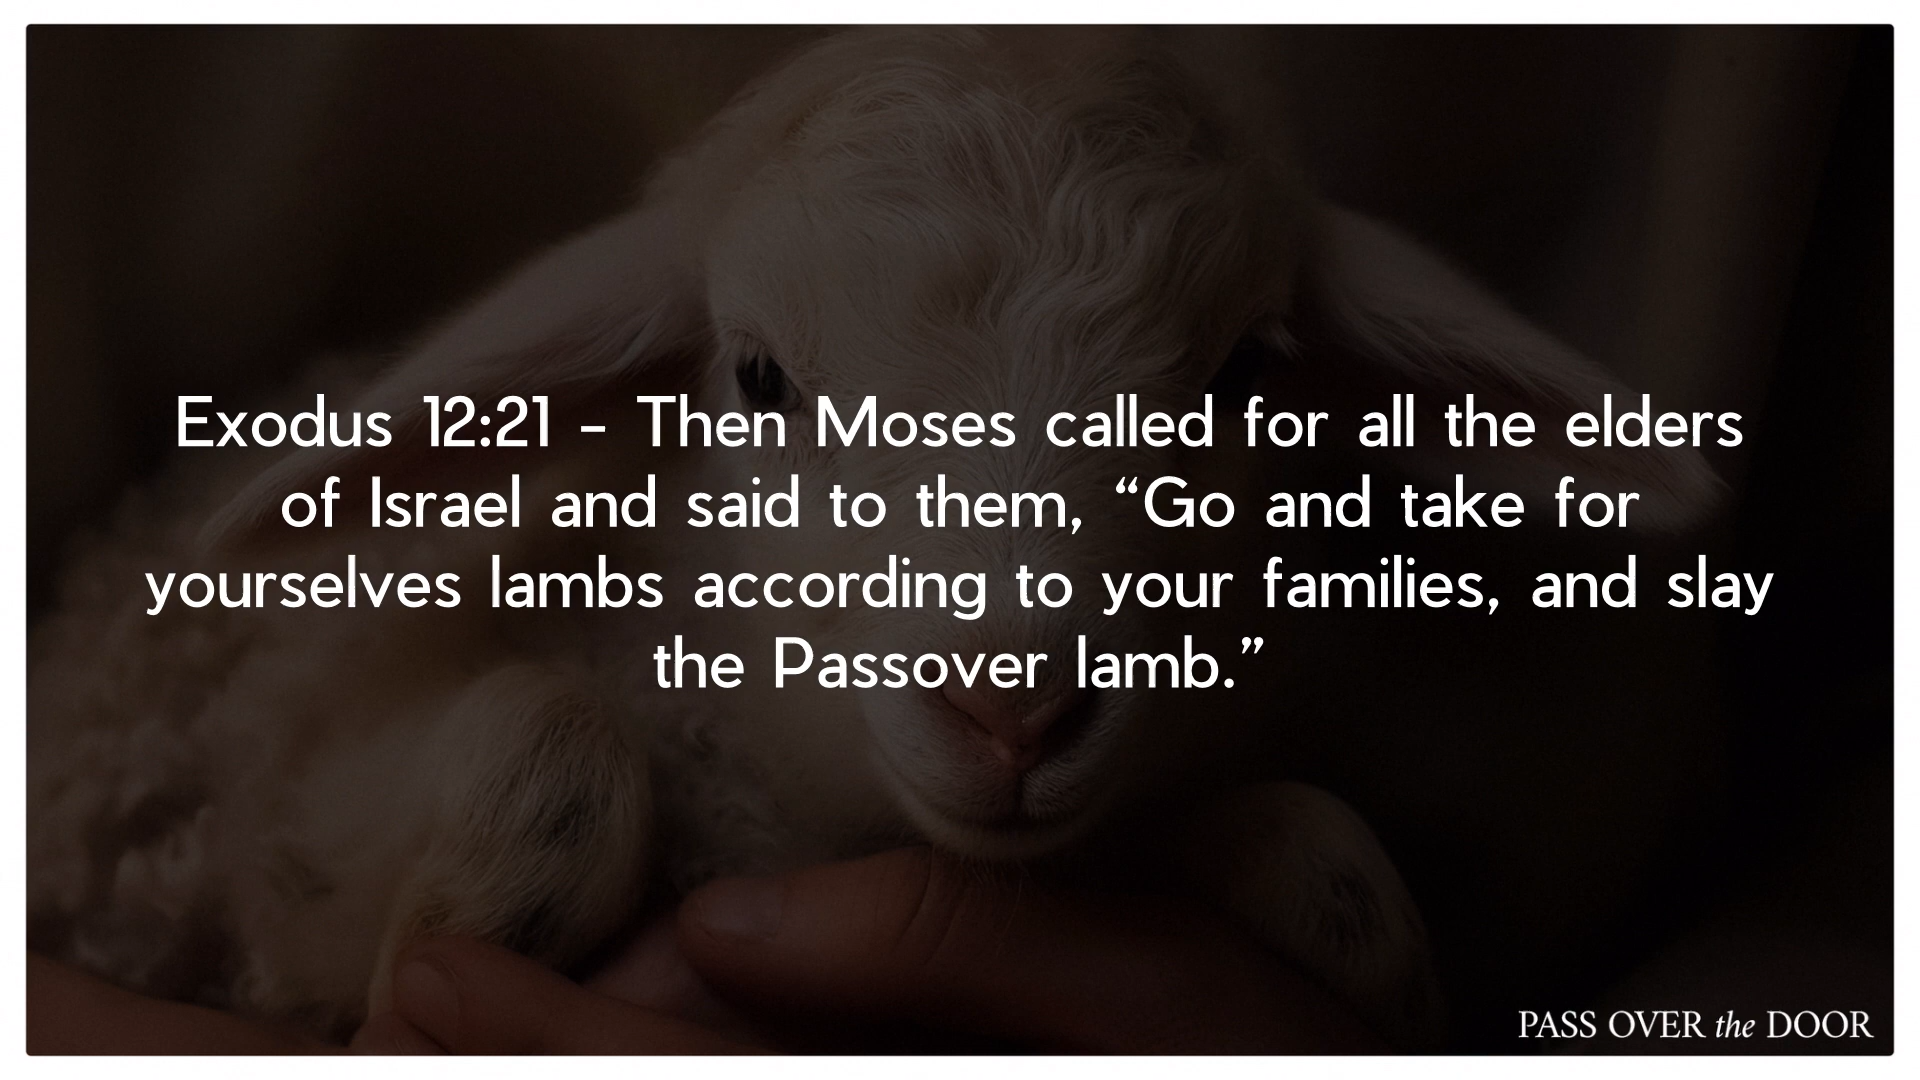 Exodus 12:21 - Then Moses called for all the elders
of Israel and said to them, “Go and take for
yourselves lambs according to your families, and slay
the Passover lamb.”
PASS OVER the DOOR